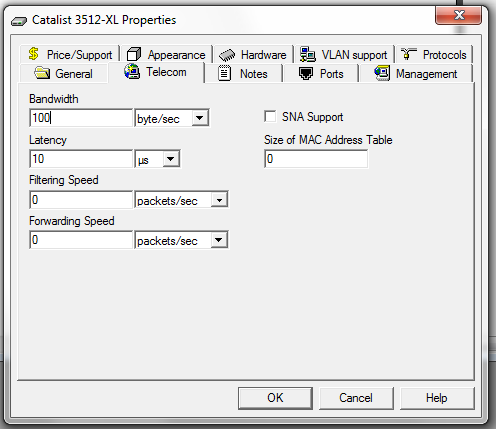 Catalist 3512-XL Properties
Price/Support Appearance Hardware VLAN support Protocols
General Telecom Notes Ports Management
Bandwidth
100 byte/sec SNA Support
Latency Size of MAC Address Table
10 µs 0
Filtering Speed
0 packets/sec
Forwarding Speed
0 packets/sec
OK Cancel Help